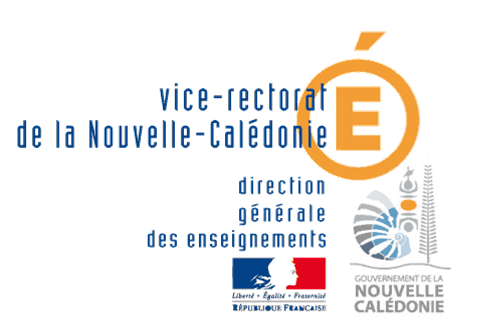 vice-rectorat
de la Nouvelle-Calédonie
É
direction
générale
des enseignements
Liberté • Égalité • Fraternité
RÉPUBLIQUE FRANÇAISE
GOUVERNEMENT DE LA
NOUVELLE
CALÉDONIE